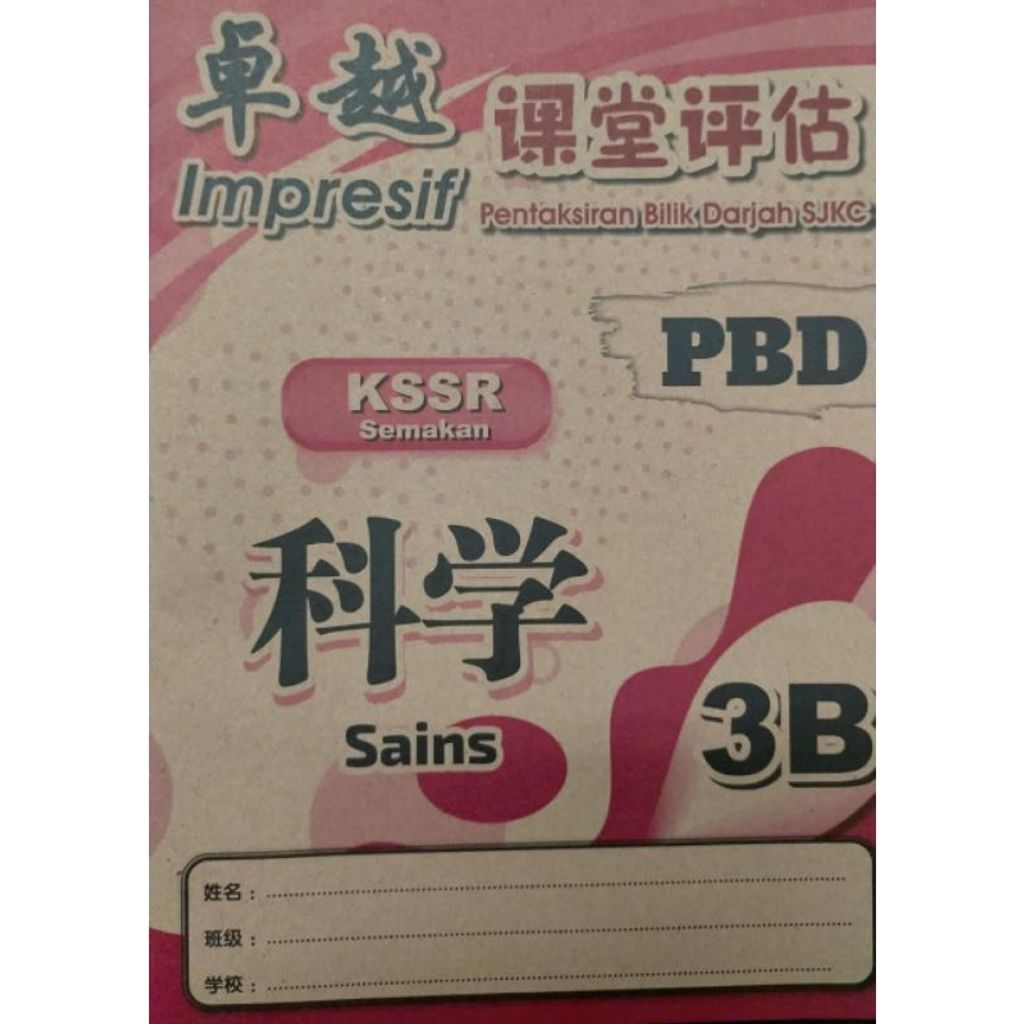 卓越 课堂评估
Impresif Pentaksiran Bilik Darjah SJKC
PBD
KSSR
Semakan
科学
Sains
3B
姓名：
班级：
学校：